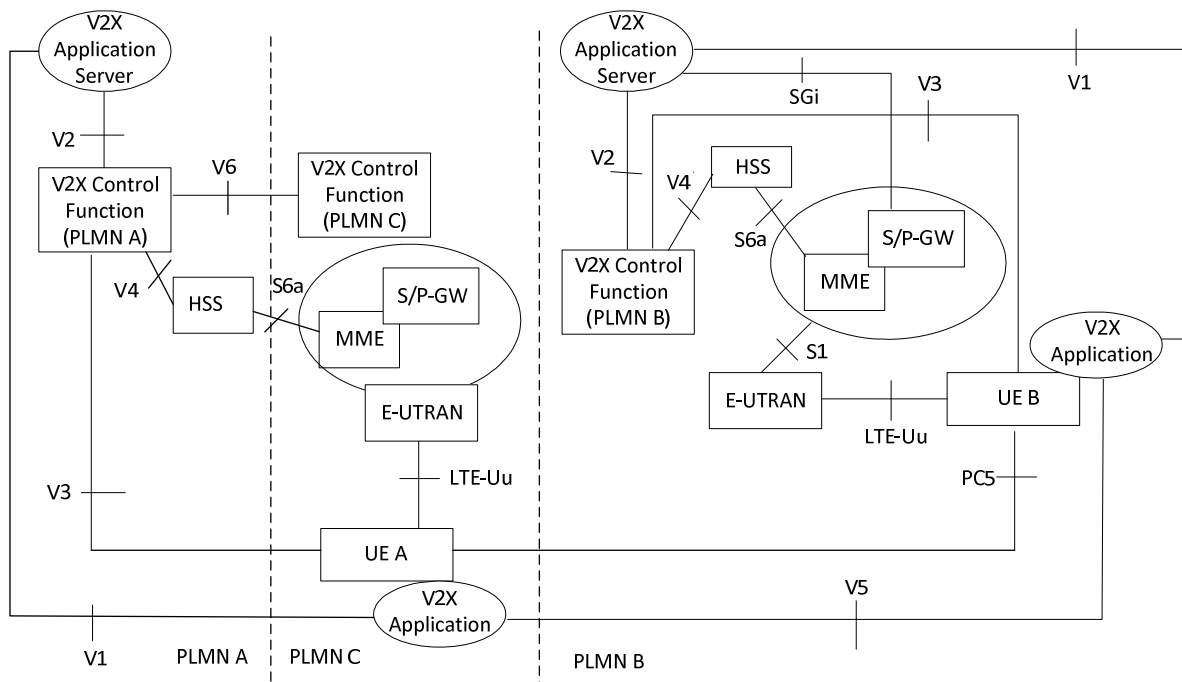 V2X
Application
Server
V2
V2X Control
Function
(PLMN A)
V6
V2X Control
Function
(PLMN C)
V4
HSS
S6a
S/P-GW
MME
E-UTRAN
LTE-Uu
V3
UE A
V2X
Application
V1
PLMN A
PLMN C
V2X
Application
Server
V1
SGi
V3
V2
HSS
V4
S6a
S/P-GW
MME
V2X Control
Function
(PLMN B)
S1
V2X
Application
E-UTRAN
UE B
LTE-Uu
PC5
V5
PLMN B